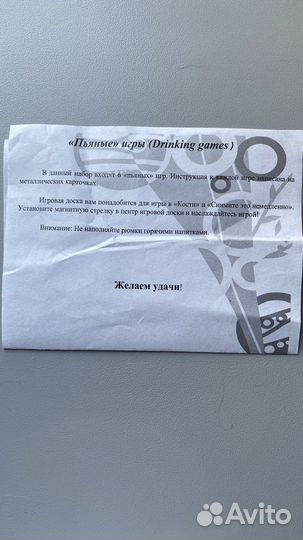 «Пьяные» игры (Drinking games)
В данный набор входят 6 «пьяных» игр. Инструкция к каждой игре написана на
металлических карточках.
Игровая доска вам понадобится для игры в «Кости» и «Снимите это немедленно».
Установите магнитную стрелку в центр игровой доски и наслаждайтесь игрой!
Внимание: Не наполняйте рюмки горячими напитками.
Желаем удачи!
Avito